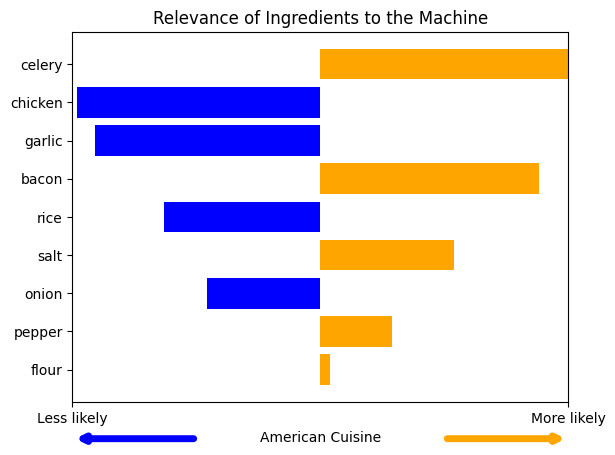 Relevance of Ingredients to the Machine
celery
chicken
garlic
bacon
rice
salt
onion
pepper
flour
Less likely More likely
American Cuisine